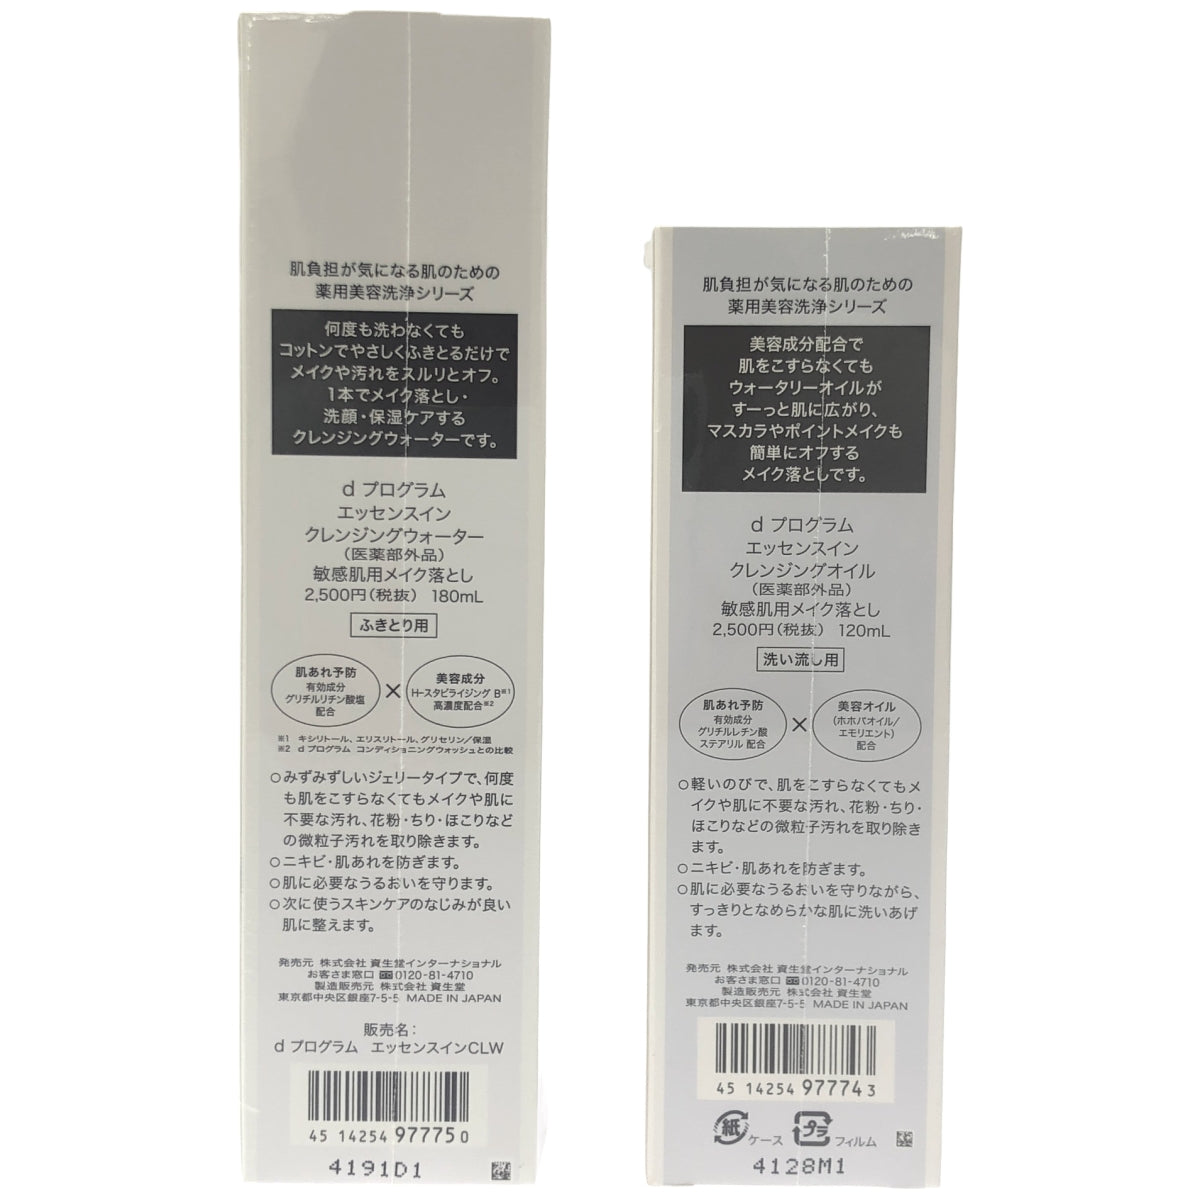 肌負担が気になる肌のための
薬用美容洗浄シリーズ
何度も洗わなくても
コットンでやさしくふきとるだけで
メイクや汚れをスルリとオフ。
1本でメイク落とし・
洗顔・保湿ケアする
クレンジングウォーターです。
d プログラム
エッセンスイン
クレンジングウォーター
（医薬部外品）
敏感肌用メイク落とし
2,500円（税抜） 180mL
ふきとり用
肌あれ予防
有効成分
グリチルリチン酸塩
配合
×
美容成分
H-スタビライジング B※1
高濃度配合※2
※1 キシリトール、エリスリトール、グリセリン/保湿
※2 d プログラム コンディショニングウォッシュとの比較
○みずみずしいジェリータイプで、何度
も肌をこすらなくてもメイクや肌に
不要な汚れ、花粉・ちり・ほこりなど
の微粒子汚れを取り除きます。
○ニキビ・肌あれを防ぎます。
○肌に必要なうるおいを守ります。
○次に使うスキンケアのなじみが良い
肌に整えます。
発売元 株式会社 資生堂インターナショナル
お客さま窓口 0120-81-4710
製造販売元 株式会社 資生堂
東京都中央区銀座7-5-5 MADE IN JAPAN
販売名：
d プログラム エッセンスインCLW
45 14254 977750
4191D1
肌負担が気になる肌のための
薬用美容洗浄シリーズ
美容成分配合で
肌をこすらなくても
ウォータリーオイルが
すーっと肌に広がり、
マスカラやポイントメイクも
簡単にオフする
メイク落としです。
d プログラム
エッセンスイン
クレンジングオイル
（医薬部外品）
敏感肌用メイク落とし
2,500円（税抜） 120mL
洗い流し用
肌あれ予防
有効成分
グリチルレチン酸
ステアリル 配合
×
美容オイル
（ホホバオイル/
エモリエント）
配合
○軽いのびで、肌をこすらなくてもメ
イクや肌に不要な汚れ、花粉・ちり・
ほこりなどの微粒子汚れを取り除き
ます。
○ニキビ・肌あれを防ぎます。
○肌に必要なうるおいを守りながら、
すっきりとなめらかな肌に洗いあげ
ます。
発売元 株式会社 資生堂インターナショナル
お客さま窓口 0120-81-4710
製造販売元 株式会社 資生堂
東京都中央区銀座7-5-5 MADE IN JAPAN
45 14254 977743
紙 ケース プラ フィルム
4128M1